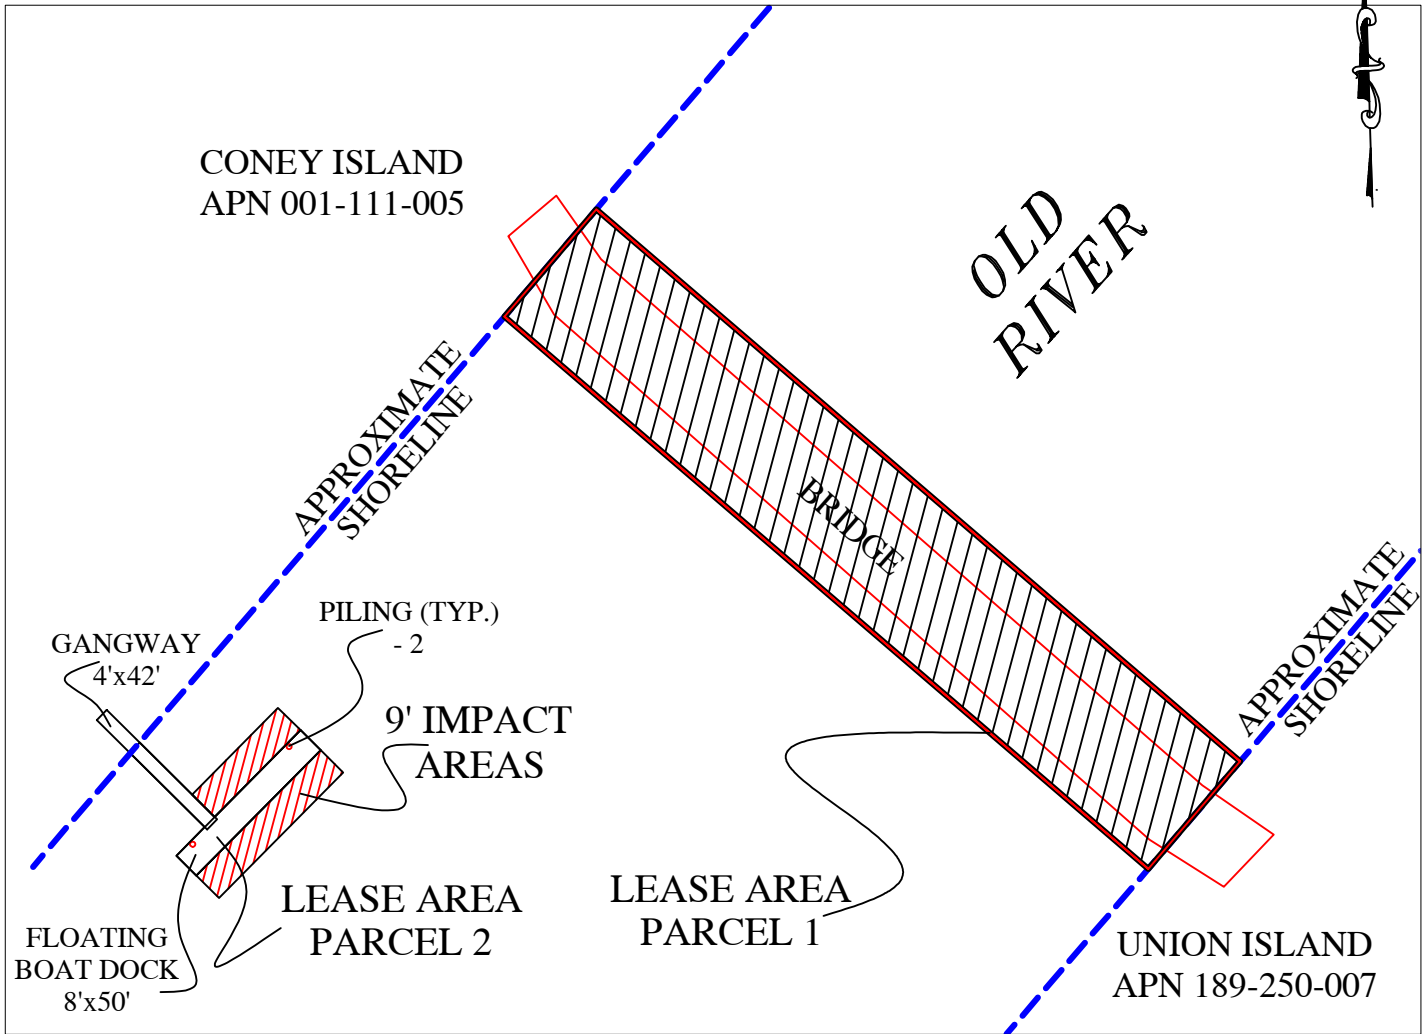 CONEY ISLAND
APN 001-111-005
OLD
RIVER
APPROXIMATE
SHORELINE
BRIDGE
APPROXIMATE
SHORELINE
PILING (TYP.)
- 2
GANGWAY
4'x42'
9' IMPACT
AREAS
LEASE AREA
PARCEL 2
LEASE AREA
PARCEL 1
FLOATING
BOAT DOCK
8'x50'
UNION ISLAND
APN 189-250-007